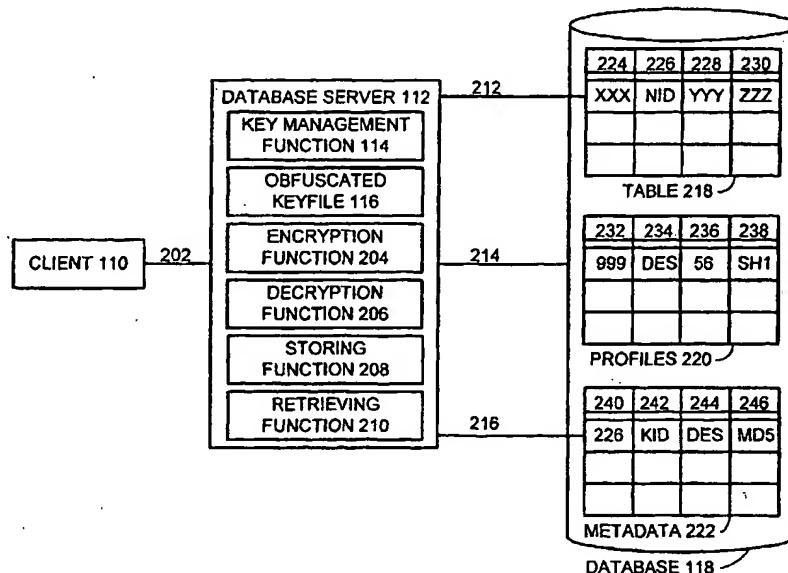 CLIENT 110
202
DATABASE SERVER 112
KEY MANAGEMENT
FUNCTION 114
OBFUSCATED
KEYFILE 116
ENCRYPTION
FUNCTION 204
DECRYPTION
FUNCTION 206
STORING
FUNCTION 208
RETRIEVING
FUNCTION 210
212
214
216
224 226 228 230
XXX NID YYY ZZZ
TABLE 218
232 234 236 238
999 DES 56 SH1
PROFILES 220
240 242 244 246
226 KID DES MD5
METADATA 222
DATABASE 118